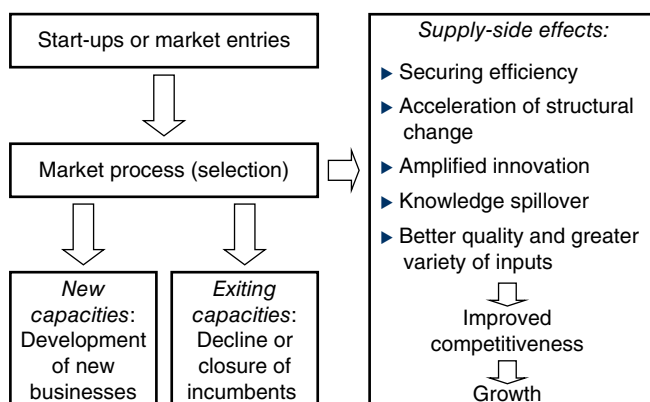 Start-ups or market entries
Market process (selection)
New
capacities:
Development
of new
businesses
Exiting
capacities:
Decline or
closure of
incumbents
Supply-side effects:
▶ Securing efficiency
▶ Acceleration of structural
change
▶ Amplified innovation
▶ Knowledge spillover
▶ Better quality and greater
variety of inputs
Improved
competitiveness
Growth